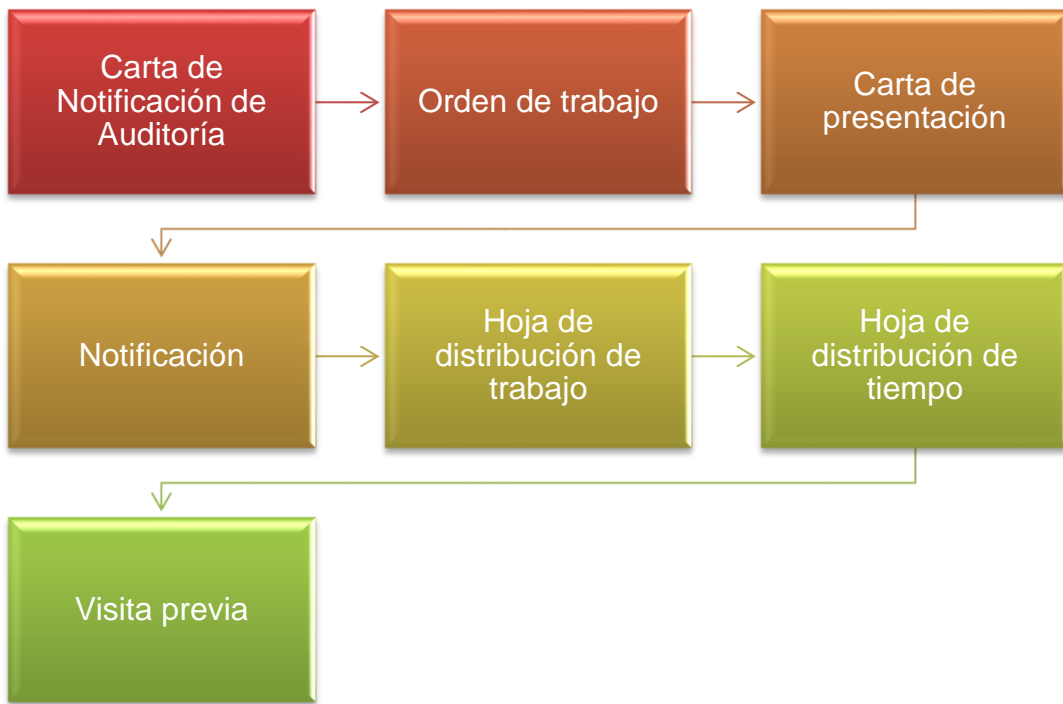 Carta de
Notificación de
Auditoría
Orden de trabajo
Carta de
presentación
Notificación
Hoja de
distribución de
trabajo
Hoja de
distribución de
tiempo
Visita previa